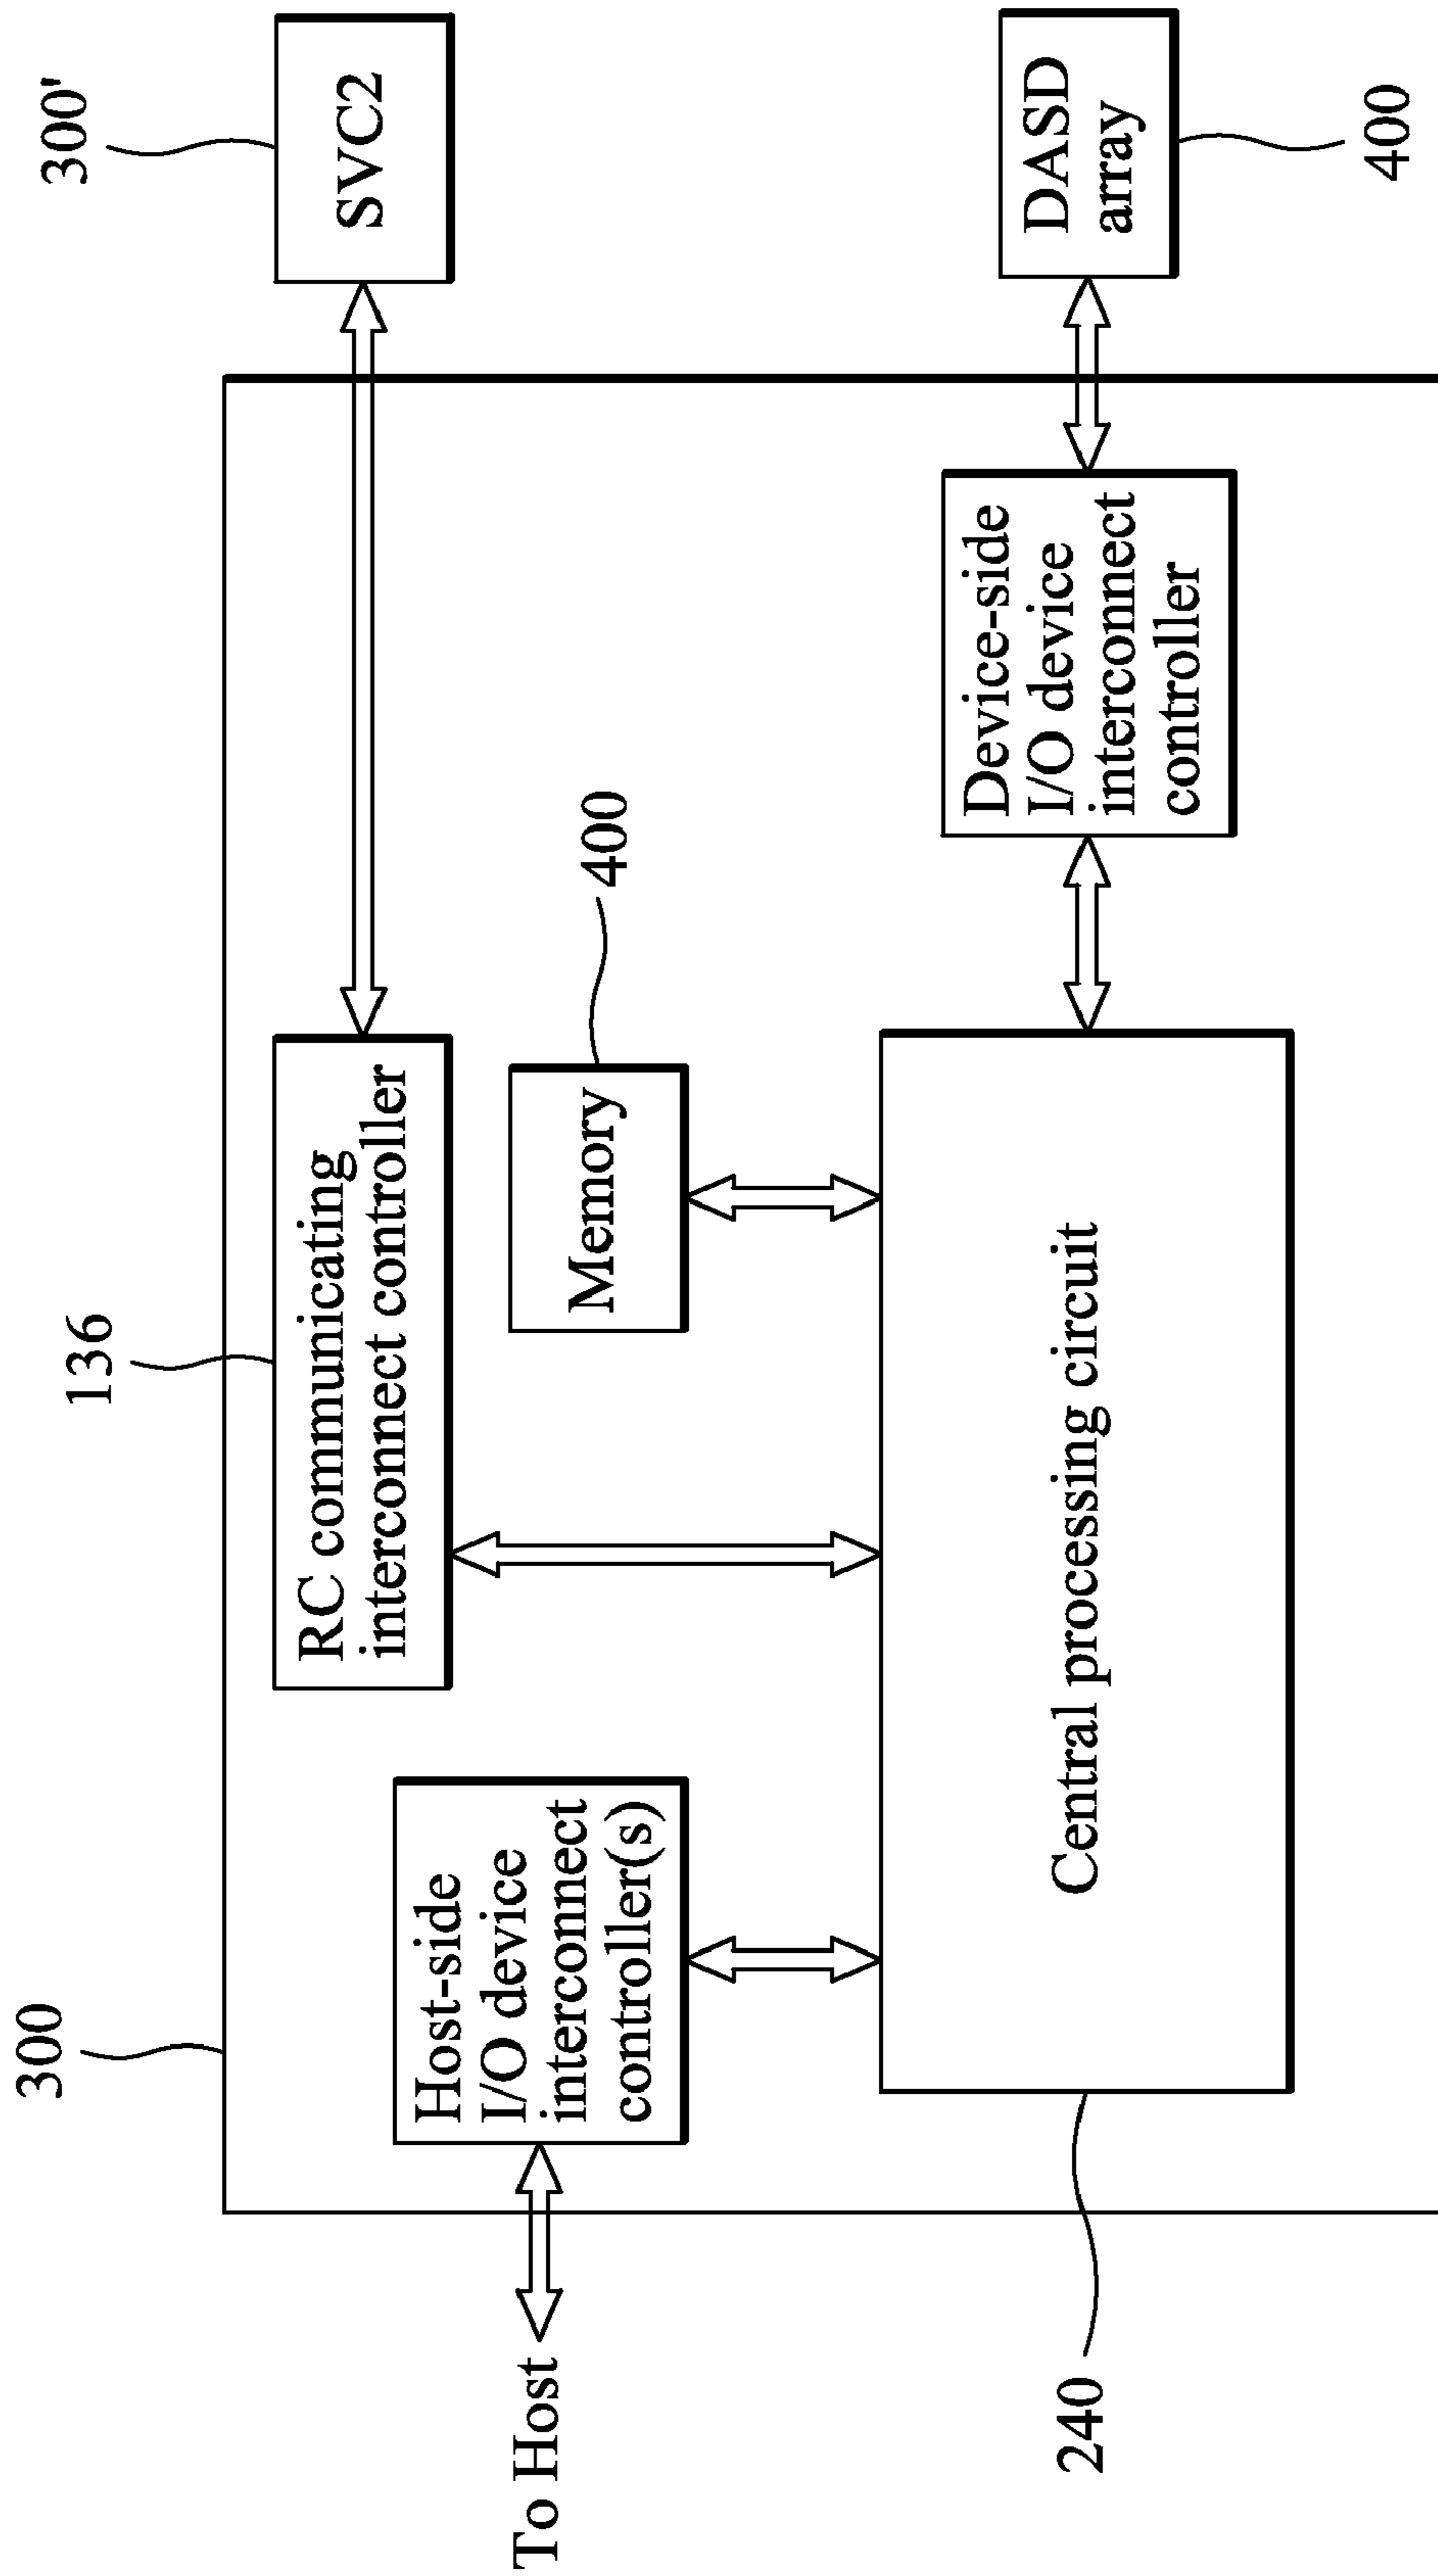 300
136
300'
RC communicating
interconnect controller
SVC2
Host-side
I/O device
interconnect
controller(s)
To Host
Memory
400
Central processing circuit
240
Device-side
I/O device
interconnect
controller
DASD
array
400